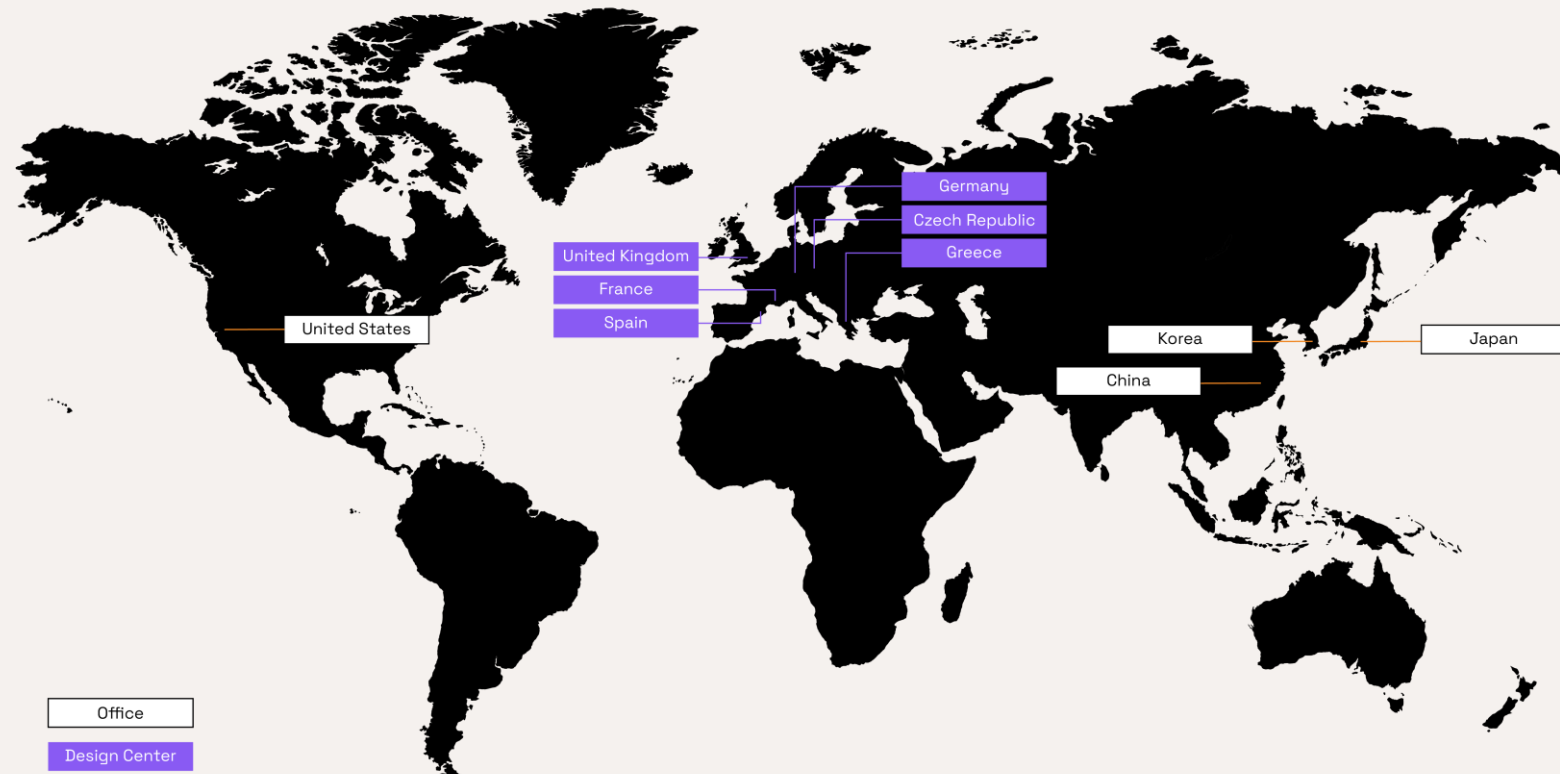 Germany
Czech Republic
Greece
United Kingdom
France
Spain
United States
Korea
Japan
China
Office
Design Center